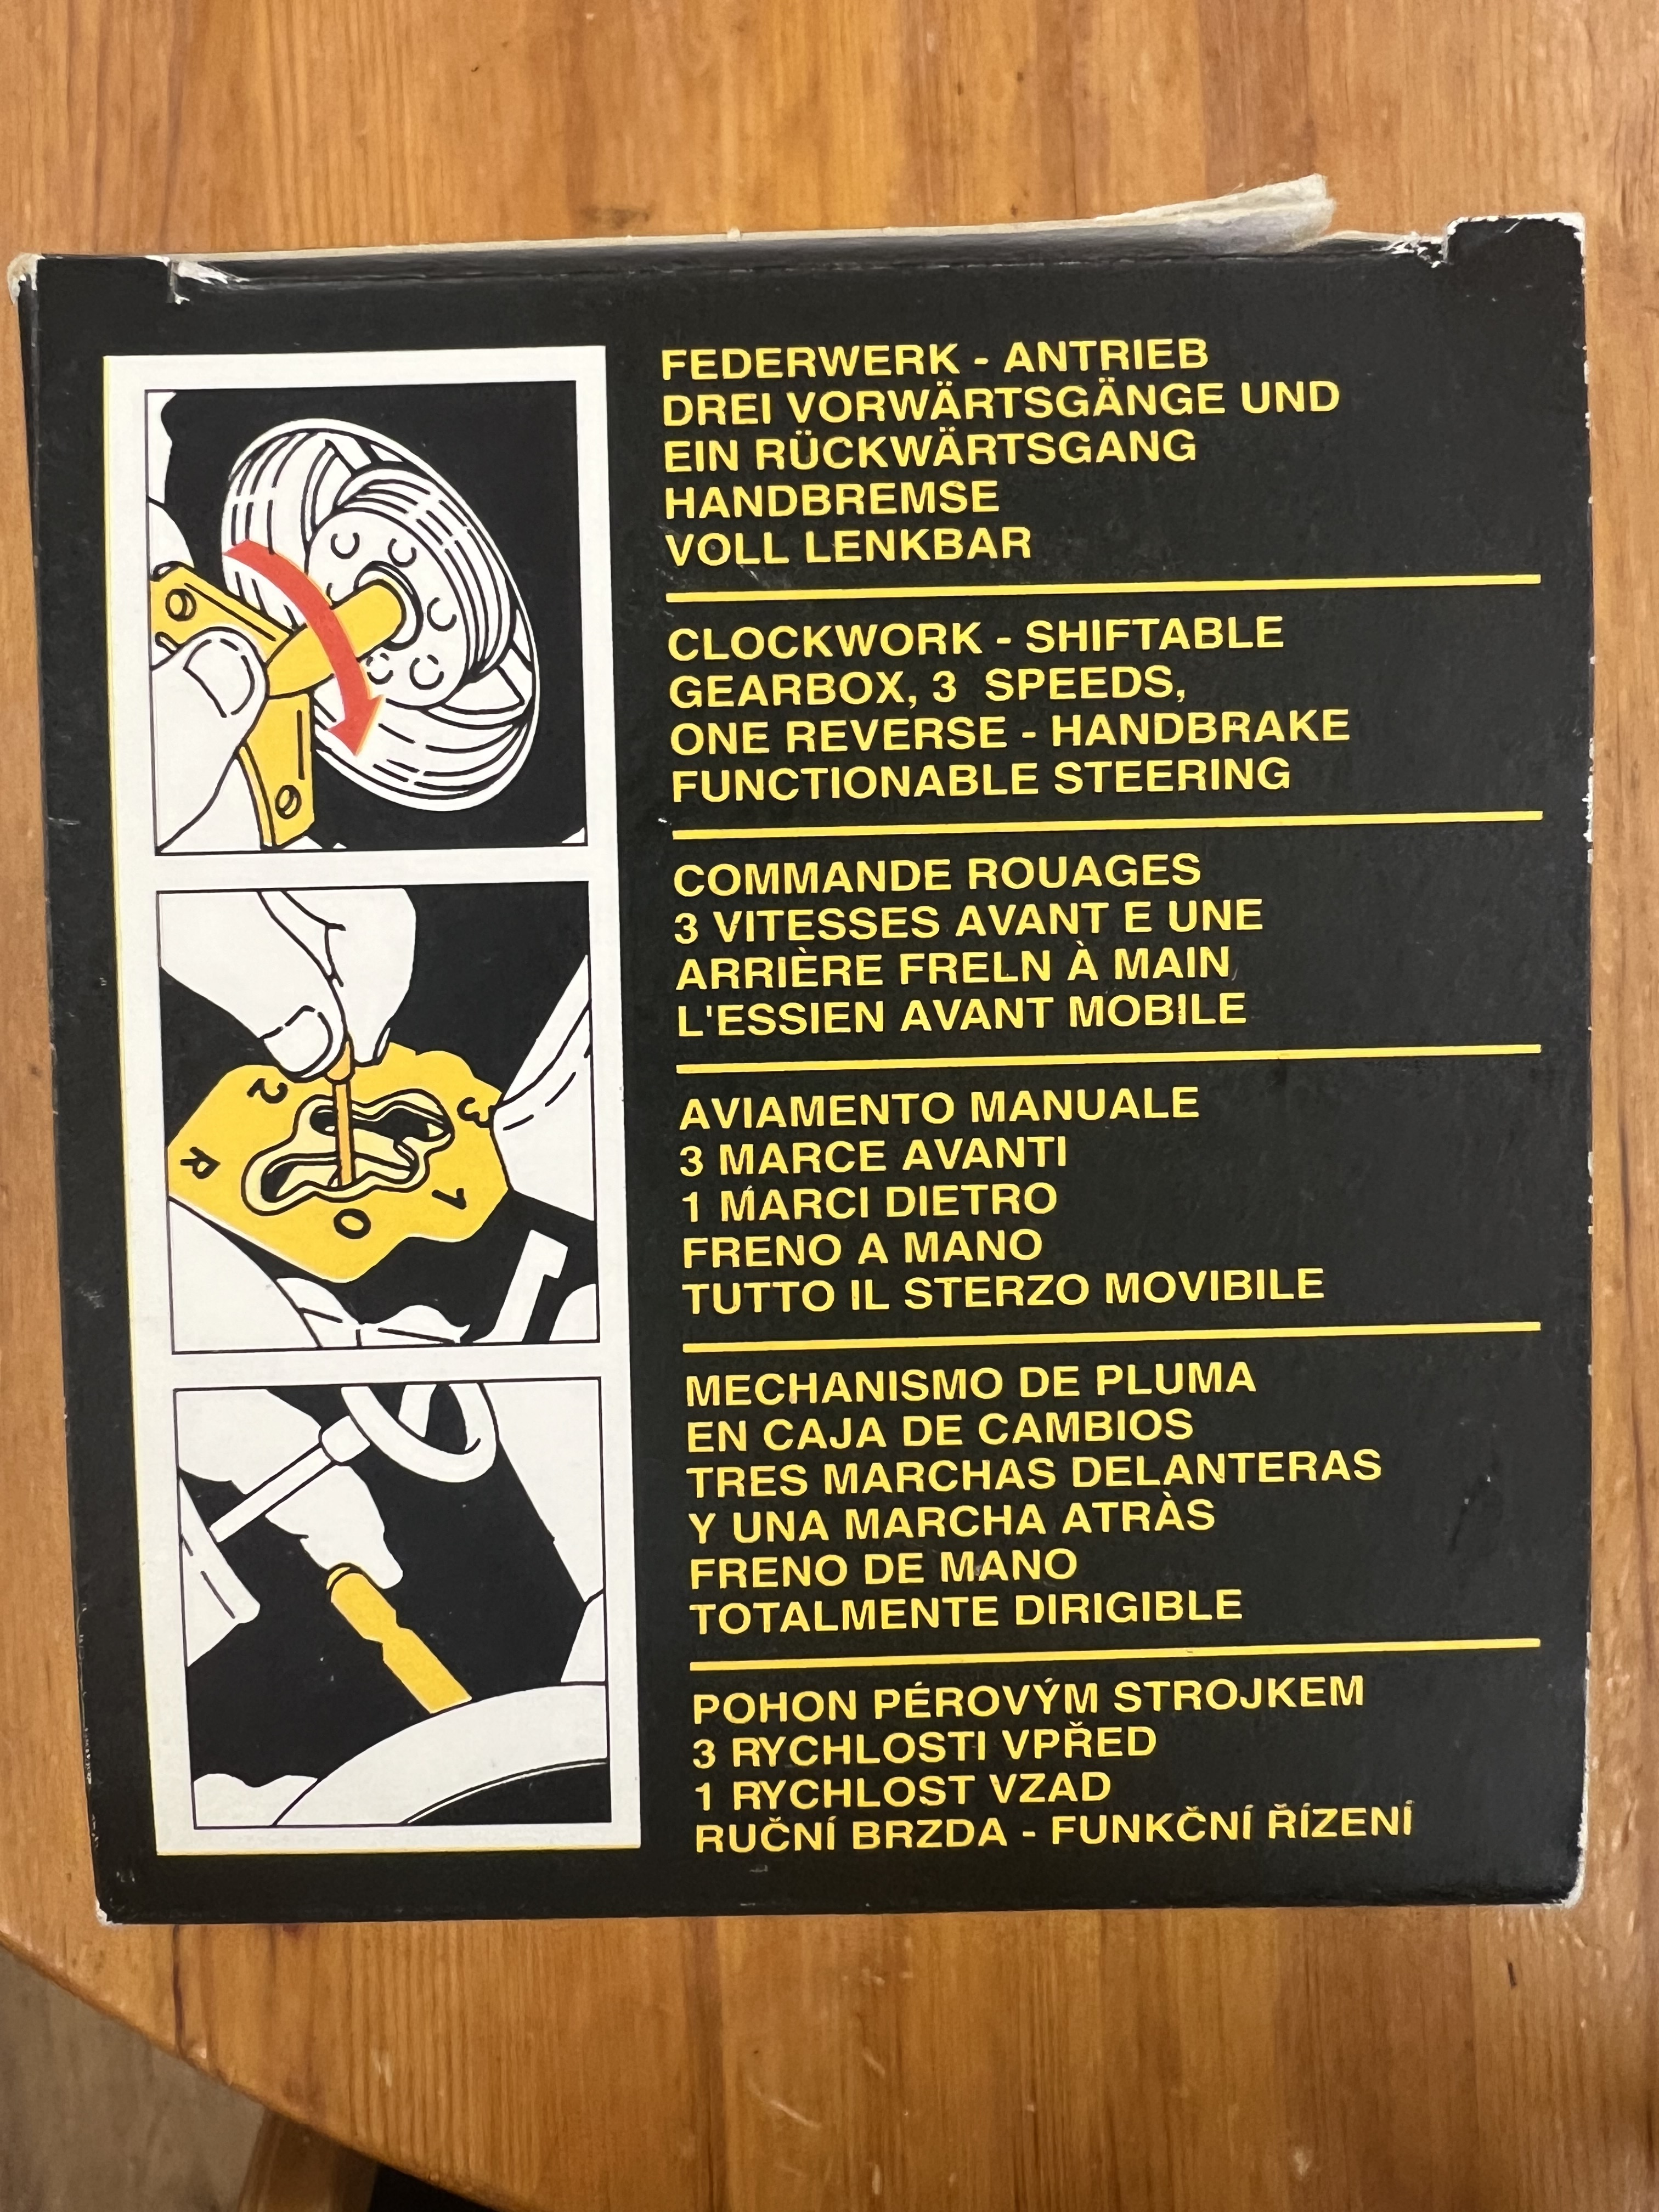 FEDERWERK - ANTRIEB
DREI VORWÄRTSGÄNGE UND
EIN RÜCKWÄRTSGANG
HANDBREMSE
VOLL LENKBAR
CLOCKWORK - SHIFTABLE
GEARBOX, 3 SPEEDS,
ONE REVERSE - HANDBRAKE
FUNCTIONABLE STEERING
COMMANDE ROUAGES
3 VITESSES AVANT E UNE
ARRIÈRE FRELN À MAIN
L'ESSIEN AVANT MOBILE
AVIAMENTO MANUALE
3 MARCE AVANTI
1 MARCI DIETRO
FRENO A MANO
TUTTO IL STERZO MOVIBILE
MECHANISMO DE PLUMA
EN CAJA DE CAMBIOS
TRES MARCHAS DELANTERAS
Y UNA MARCHA ATRÀS
FRENO DE MANO
TOTALMENTE DIRIGIBLE
POHON PÉROVÝM STROJKEM
3 RYCHLOSTI VPŘED
1 RYCHLOST VZAD
RUČNÍ BRZDA - FUNKČNÍ ŘÍZENÍ
2
3
R
1
0